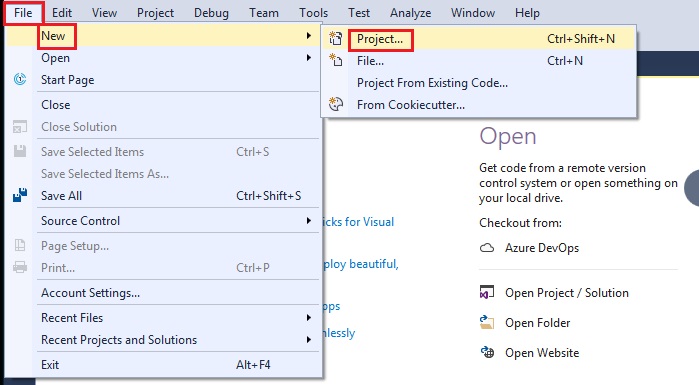 File Edit View Project Debug Team Tools Test Analyze Window Help
New
Open
Start Page
Close
Close Solution
Save Selected Items Ctrl+S
Save Selected Items As...
Save All Ctrl+Shift+S
Source Control
Page Setup...
Print... Ctrl+P
Account Settings...
Recent Files
Recent Projects and Solutions
Exit Alt+F4
Project... Ctrl+Shift+N
File... Ctrl+N
Project From Existing Code...
From Cookiecutter...
icks for Visual
ploy beautiful,
ops
nlessly
Open
Get code from a remote version
control system or open something on
your local drive.
Checkout from:
Azure DevOps
Open Project / Solution
Open Folder
Open Website